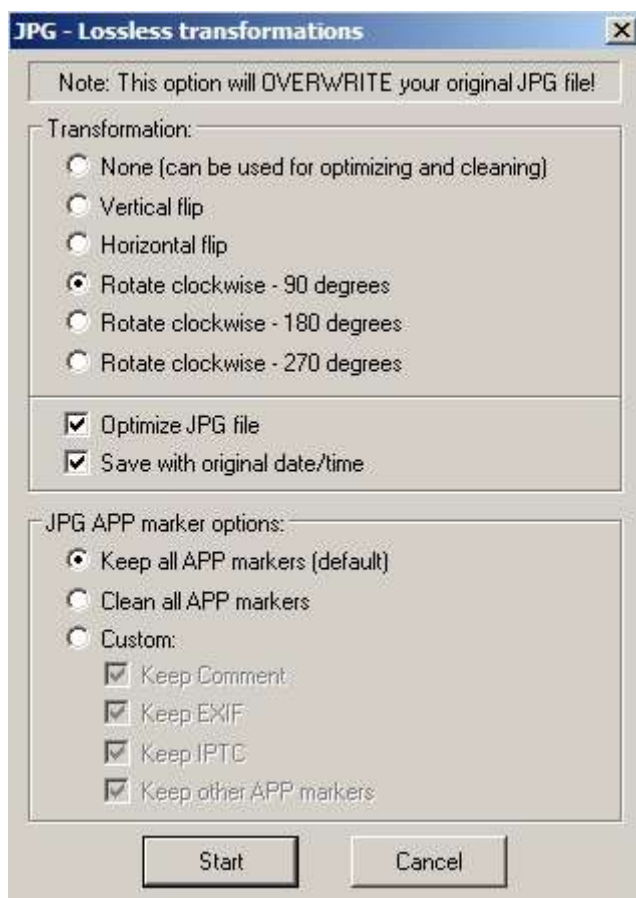 JPG - Lossless transformations
Note: This option will OVERWRITE your original JPG file!
Transformation:
None (can be used for optimizing and cleaning)
Vertical flip
Horizontal flip
Rotate clockwise - 90 degrees
Rotate clockwise - 180 degrees
Rotate clockwise - 270 degrees
Optimize JPG file
Save with original date/time
JPG APP marker options:
Keep all APP markers (default)
Clean all APP markers
Custom:
Keep Comment
Keep EXIF
Keep IPTC
Keep other APP markers
Start
Cancel